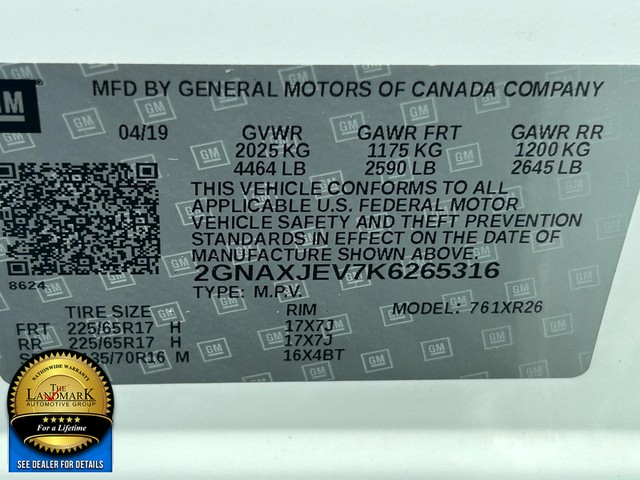 GM
MFD BY GENERAL MOTORS OF CANADA COMPANY
04/19 GVWR GAWR FRT GAWR RR
2025 KG 1175 KG 1200 KG
4464 LB 2590 LB 2645 LB
THIS VEHICLE CONFORMS TO ALL
APPLICABLE U.S. FEDERAL MOTOR
VEHICLE SAFETY AND THEFT PREVENTION
STANDARDS IN EFFECT ON THE DATE OF
MANUFACTURE SHOWN ABOVE.
8624
2GNAXJEV7K6265316
TYPE: M.P.V. MODEL: 761XR26
TIRE SIZE RIM
FRT 225/65R17 H 17X7J
RR 225/65R17 H 17X7J
35/70R16 M 16X4BT
NATIONWIDE WARRANTY
THE
LANDMARK
AUTOMOTIVE GROUP
For a Lifetime
SEE DEALER FOR DETAILS